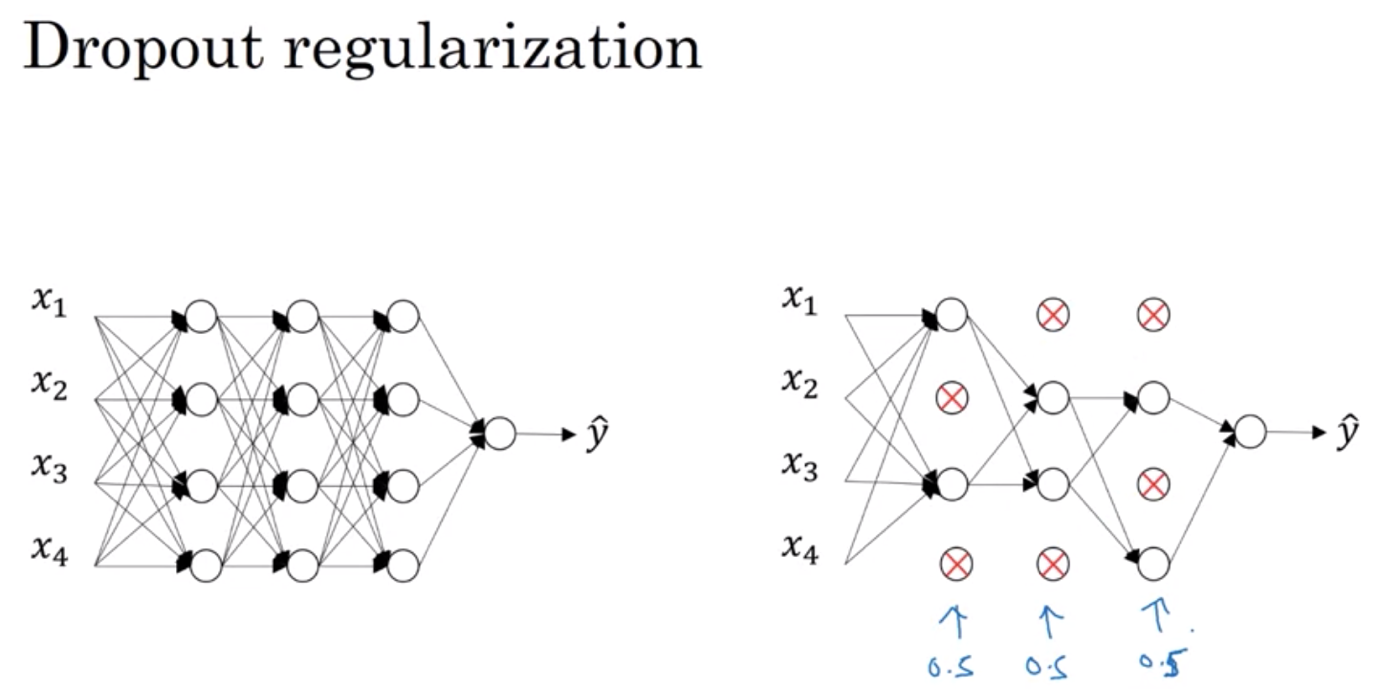 Dropout regularization
x₁
x₂
x₃
x₄
ŷ
x₁
x₂
x₃
x₄
ŷ
0.5 0.5 0.5